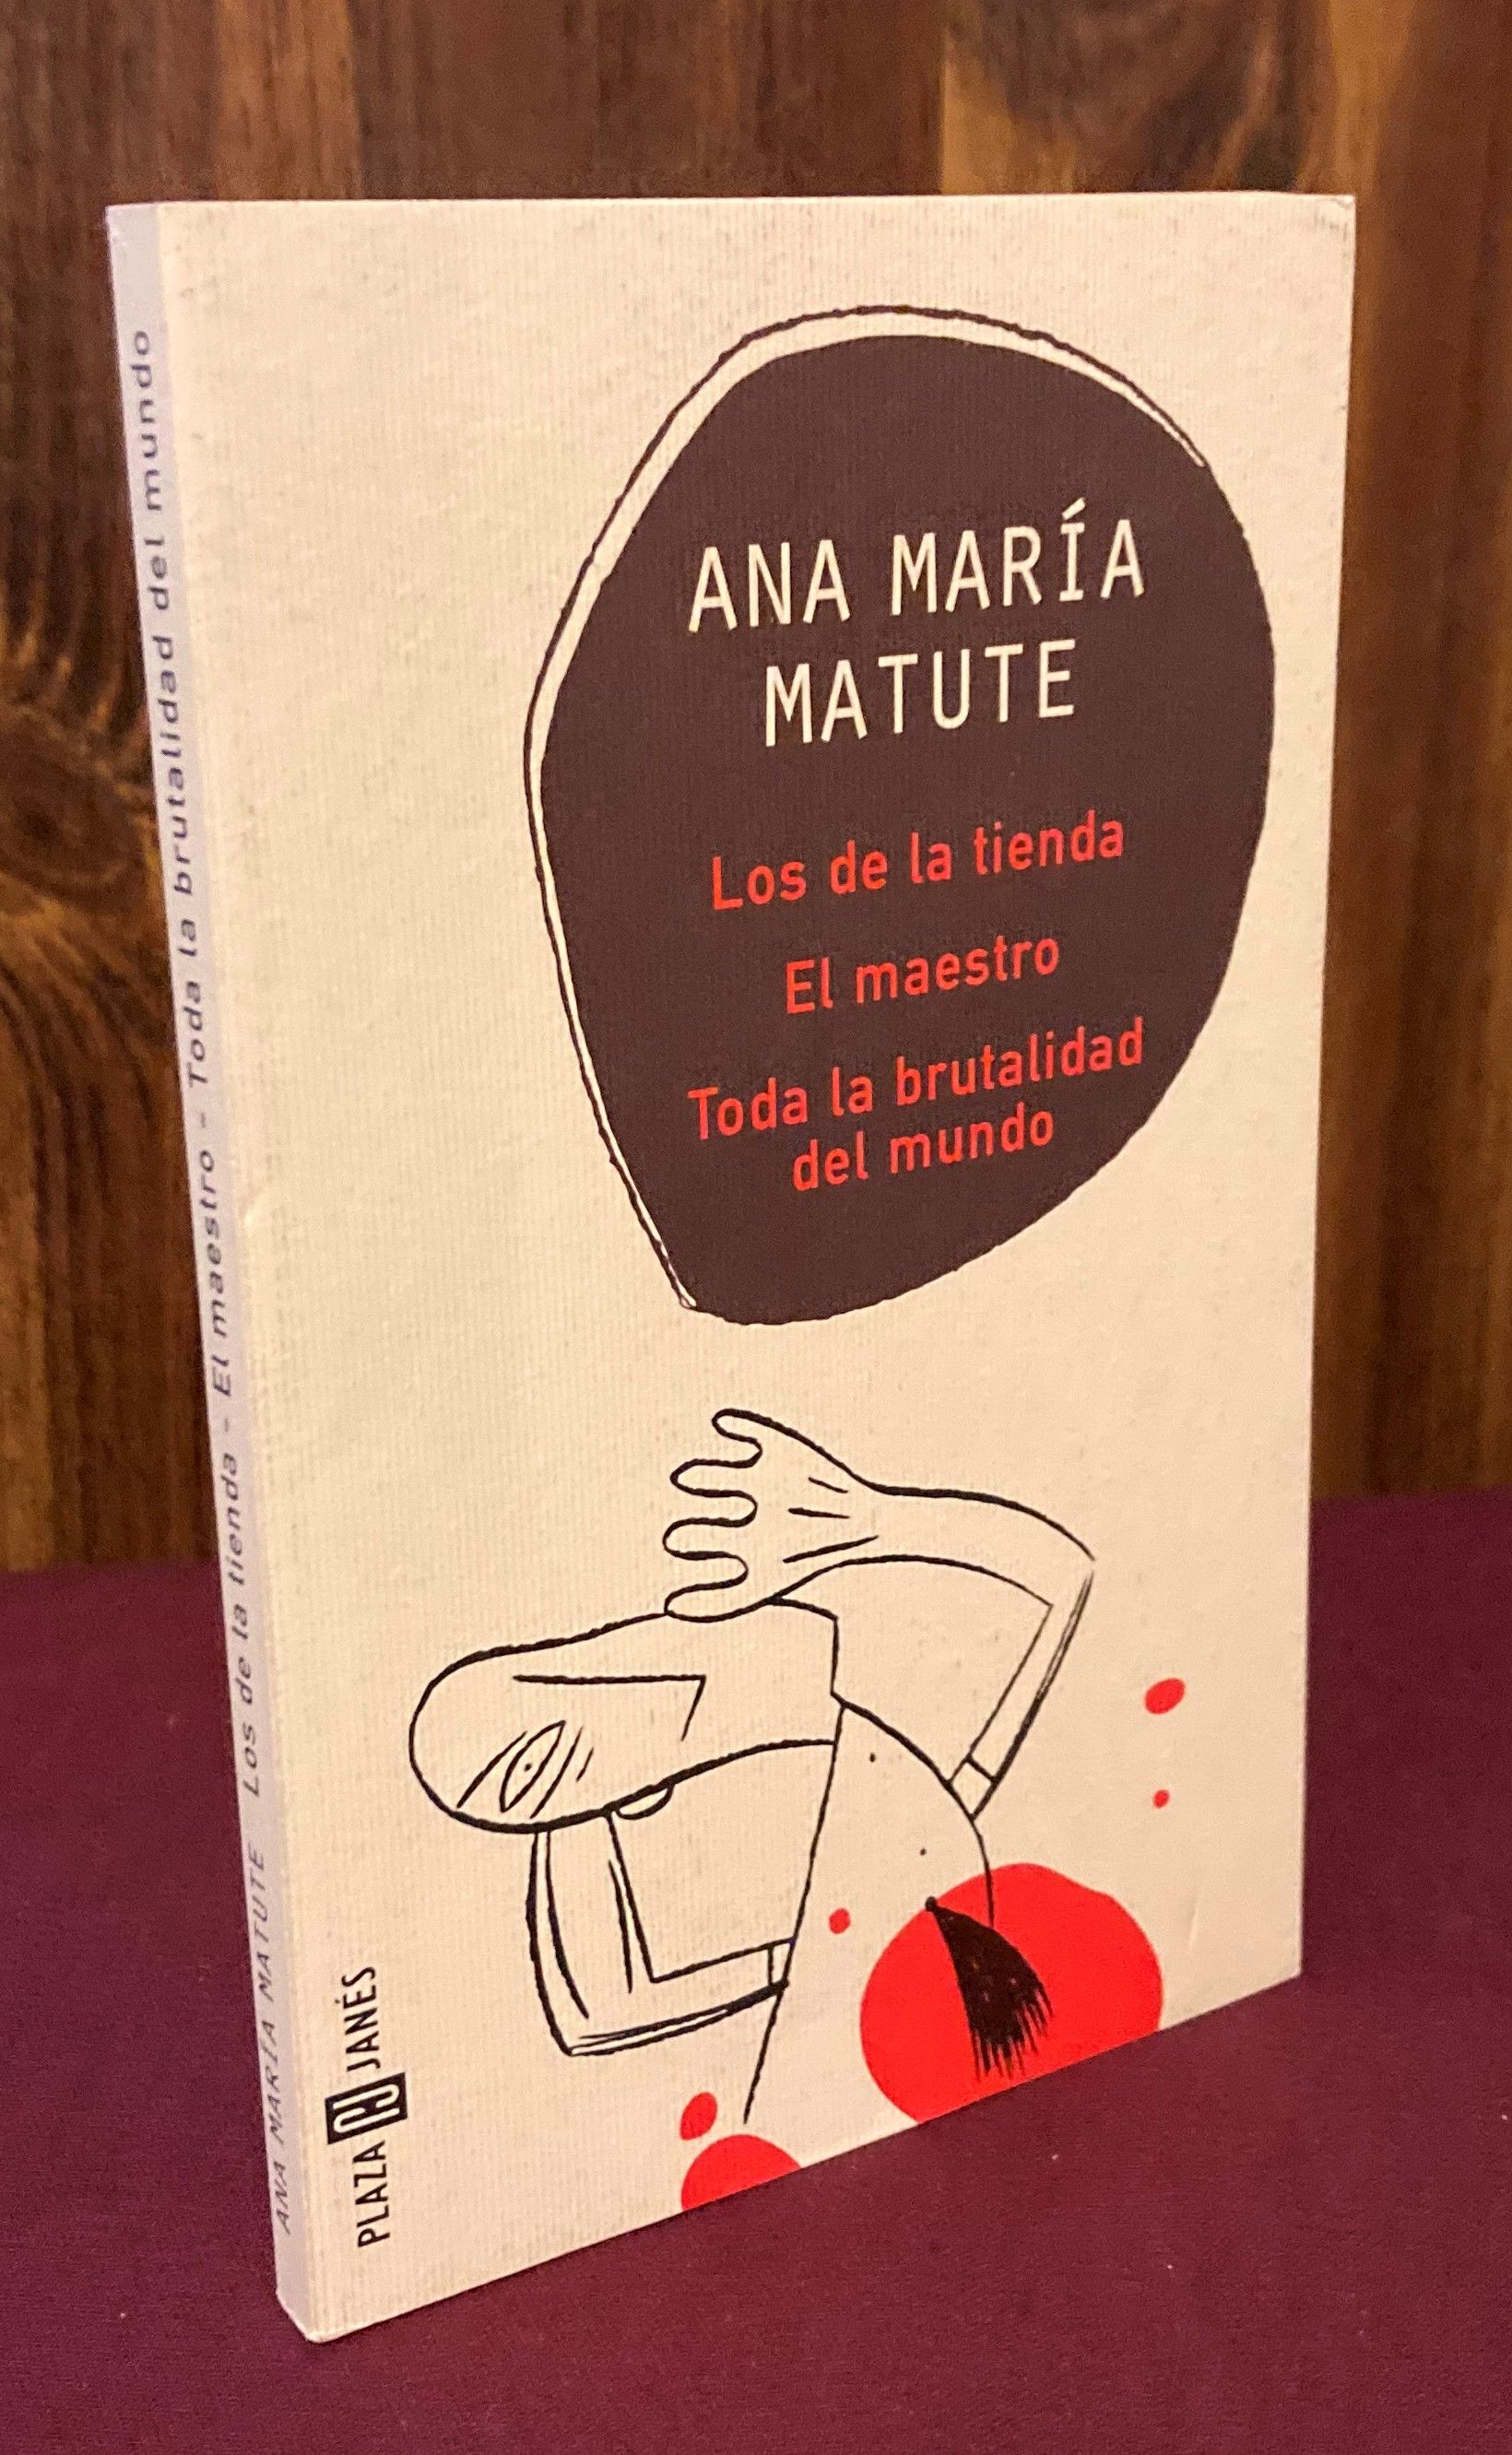 ANA MARÍA
MATUTE
Los de la tienda
El maestro
Toda la brutalidad
del mundo
PLAZA JANÉS
ANA MARÍA MATUTE Los de la tienda - El maestro - Toda la brutalidad del mundo